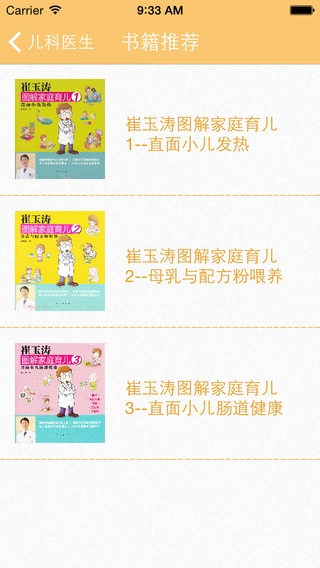 Carrier 9:33 AM
儿科医生 书籍推荐
崔玉涛
图解家庭育儿1
直面小儿发热
崔玉涛图解家庭育儿
1--直面小儿发热
崔玉涛
图解家庭育儿2
母乳与配方粉喂养
崔玉涛图解家庭育儿
2--母乳与配方粉喂养
崔玉涛
图解家庭育儿3
直面小儿肠道健康
崔玉涛图解家庭育儿
3--直面小儿肠道健康